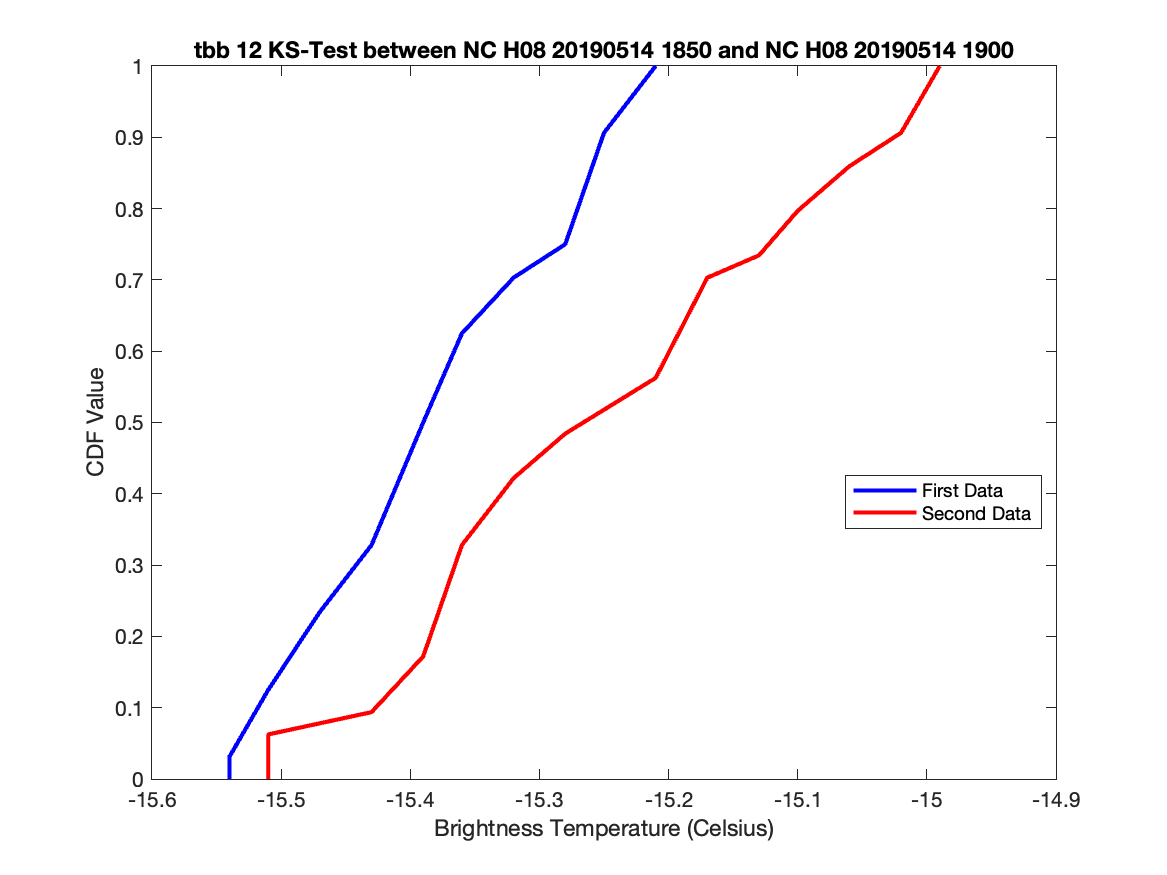 tbb 12 KS-Test between NC H08 20190514 1850 and NC H08 20190514 1900
1
0.9
0.8
0.7
0.6
0.5
0.4
0.3
0.2
0.1
0
CDF Value
First Data
Second Data
-15.6 -15.5 -15.4 -15.3 -15.2 -15.1 -15 -14.9
Brightness Temperature (Celsius)